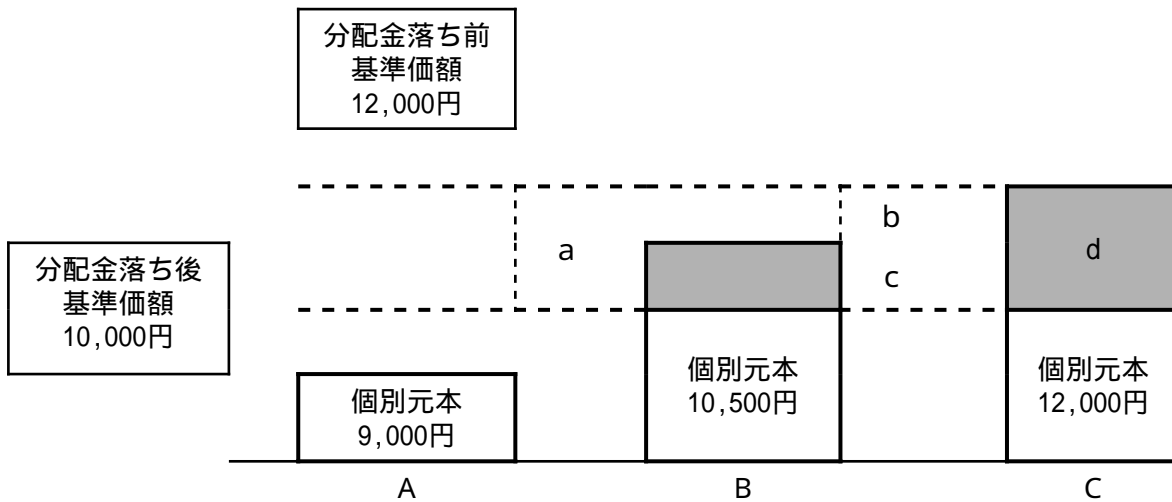 分配金落ち前
基準価額
12,000円
分配金落ち後
基準価額
10,000円
a
b
c
d
個別元本
9,000円
個別元本
10,500円
個別元本
12,000円
A
B
C